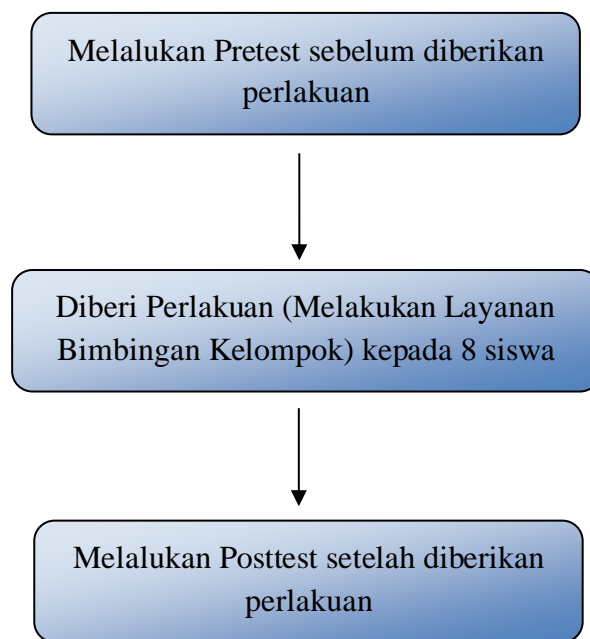 Melalukan Pretest sebelum diberikan
perlakuan
Diberi Perlakuan (Melakukan Layanan
Bimbingan Kelompok) kepada 8 siswa
Melalukan Posttest setelah diberikan
perlakuan